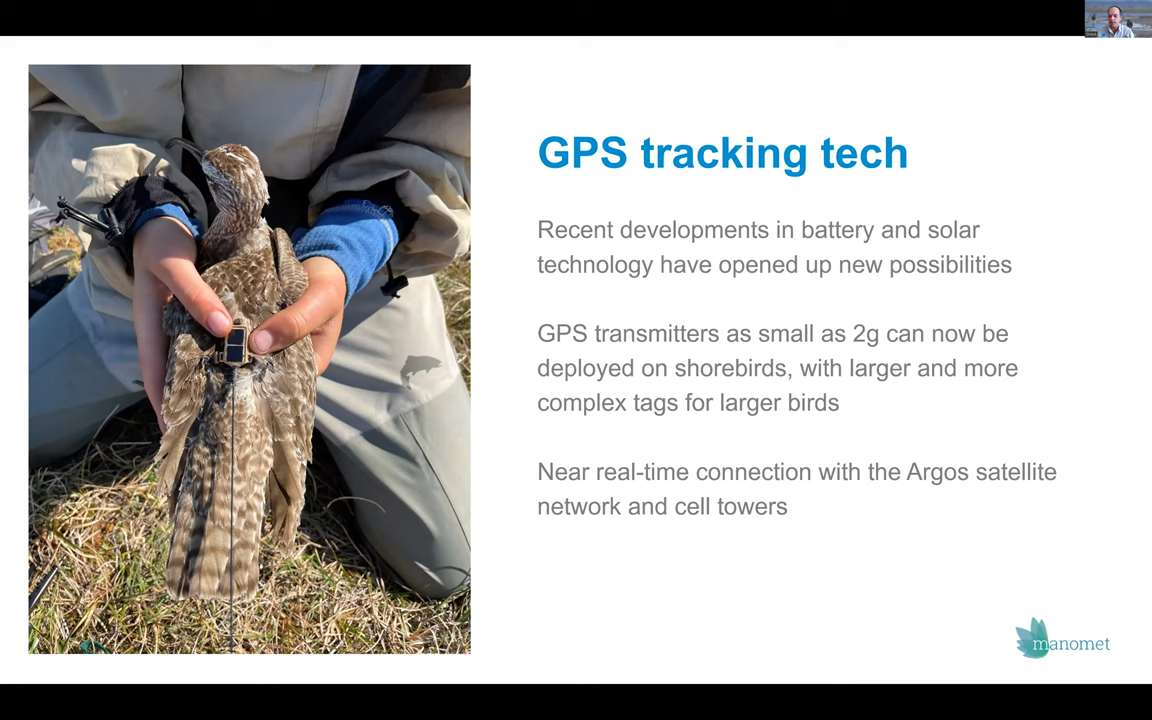 GPS tracking tech
Recent developments in battery and solar
technology have opened up new possibilities
GPS transmitters as small as 2g can now be
deployed on shorebirds, with larger and more
complex tags for larger birds
Near real-time connection with the Argos satellite
network and cell towers
manomet